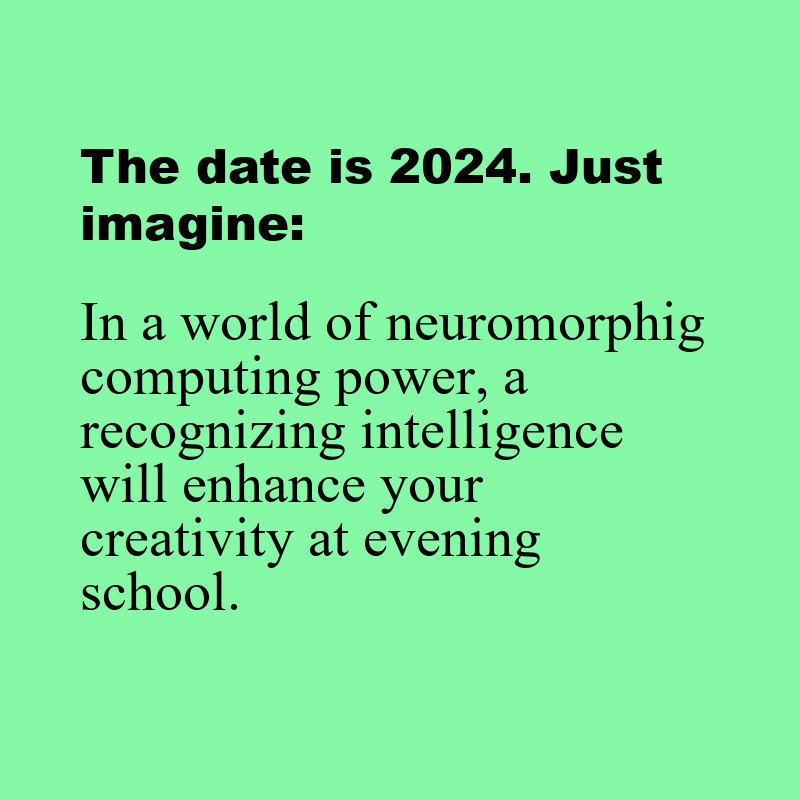 The date is 2024. Just
imagine:
In a world of neuromorphig
computing power, a
recognizing intelligence
will enhance your
creativity at evening
school.